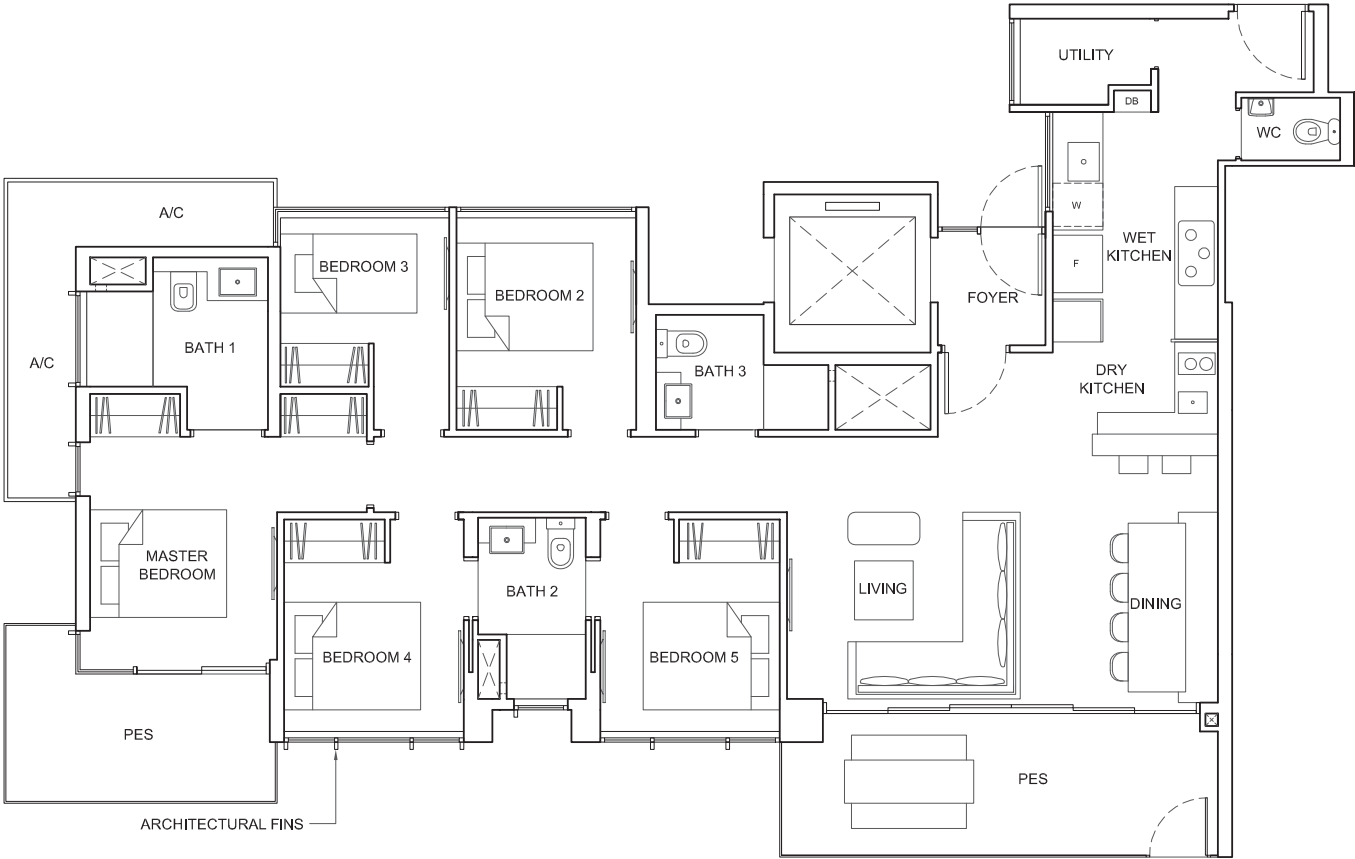 UTILITY
DB
WC
A/C
W
BEDROOM 3
WET
KITCHEN
BEDROOM 2
F
FOYER
BATH 1
A/C
BATH 3
DRY
KITCHEN
MASTER
BEDROOM
BATH 2
LIVING
DINING
BEDROOM 4
BEDROOM 5
PES
PES
ARCHITECTURAL FINS